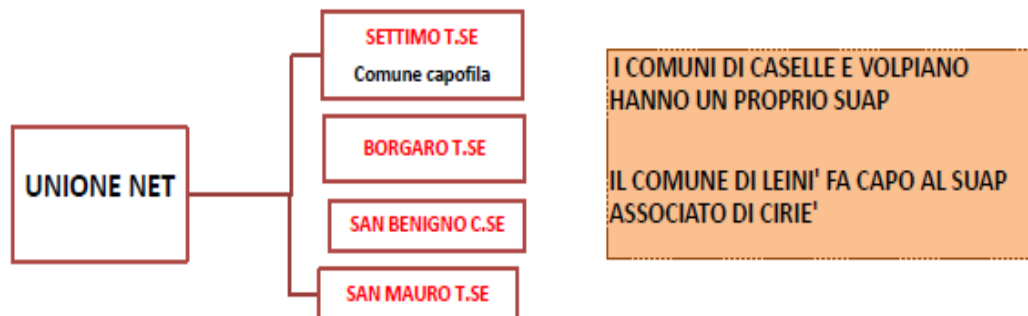 UNIONE NET
SETTIMO T.SE
Comune capofila
BORGARO T.SE
SAN BENIGNO C.SE
SAN MAURO T.SE
I COMUNI DI CASELLE E VOLPIANO
HANNO UN PROPRIO SUAP
IL COMUNE DI LEINI' FA CAPO AL SUAP
ASSOCIATO DI CIRIE'